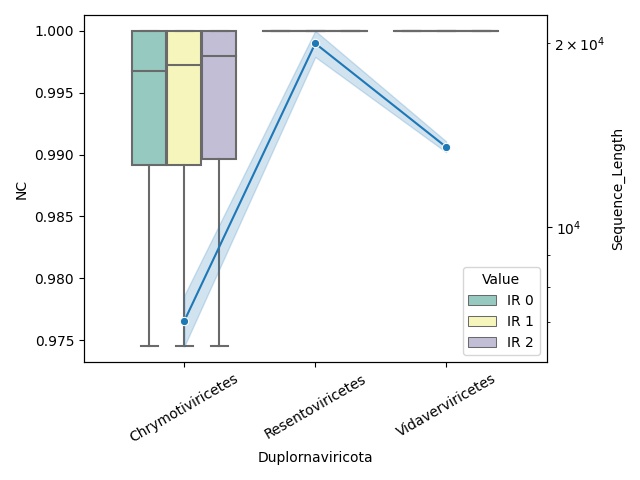 1.000
0.995
0.990
0.985
0.980
0.975
NC
2 × 10⁴
10⁴
Sequence_Length
Value
IR 0
IR 1
IR 2
Chrymotiviricetes
Resentoviricetes
Vidaverviricetes
Duplornaviricota